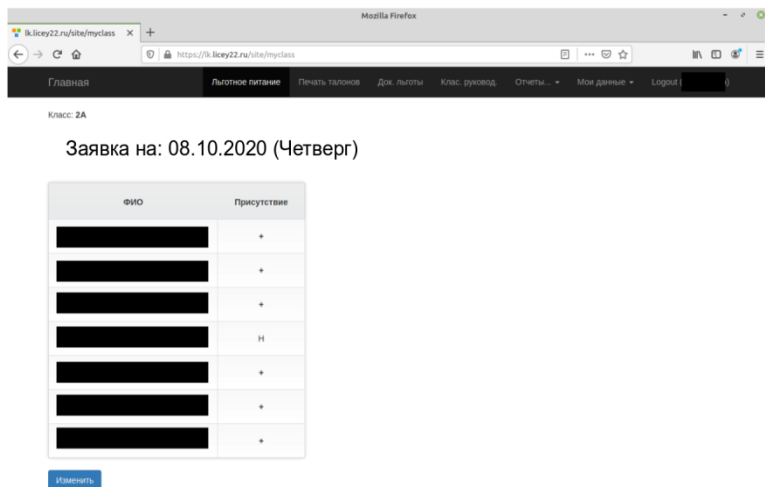 Mozilla Firefox
lk.licey22.ru/site/myclass
https://lk.licey22.ru/site/myclass
Главная Льготное питание Печать талонов Док. льготы Клас. руковод. Отчеты... Мои данные Logout ( )
Класс: 2А
Заявка на: 08.10.2020 (Четверг)
ФИО Присутствие
+
+
+
Н
+
+
+
Изменить